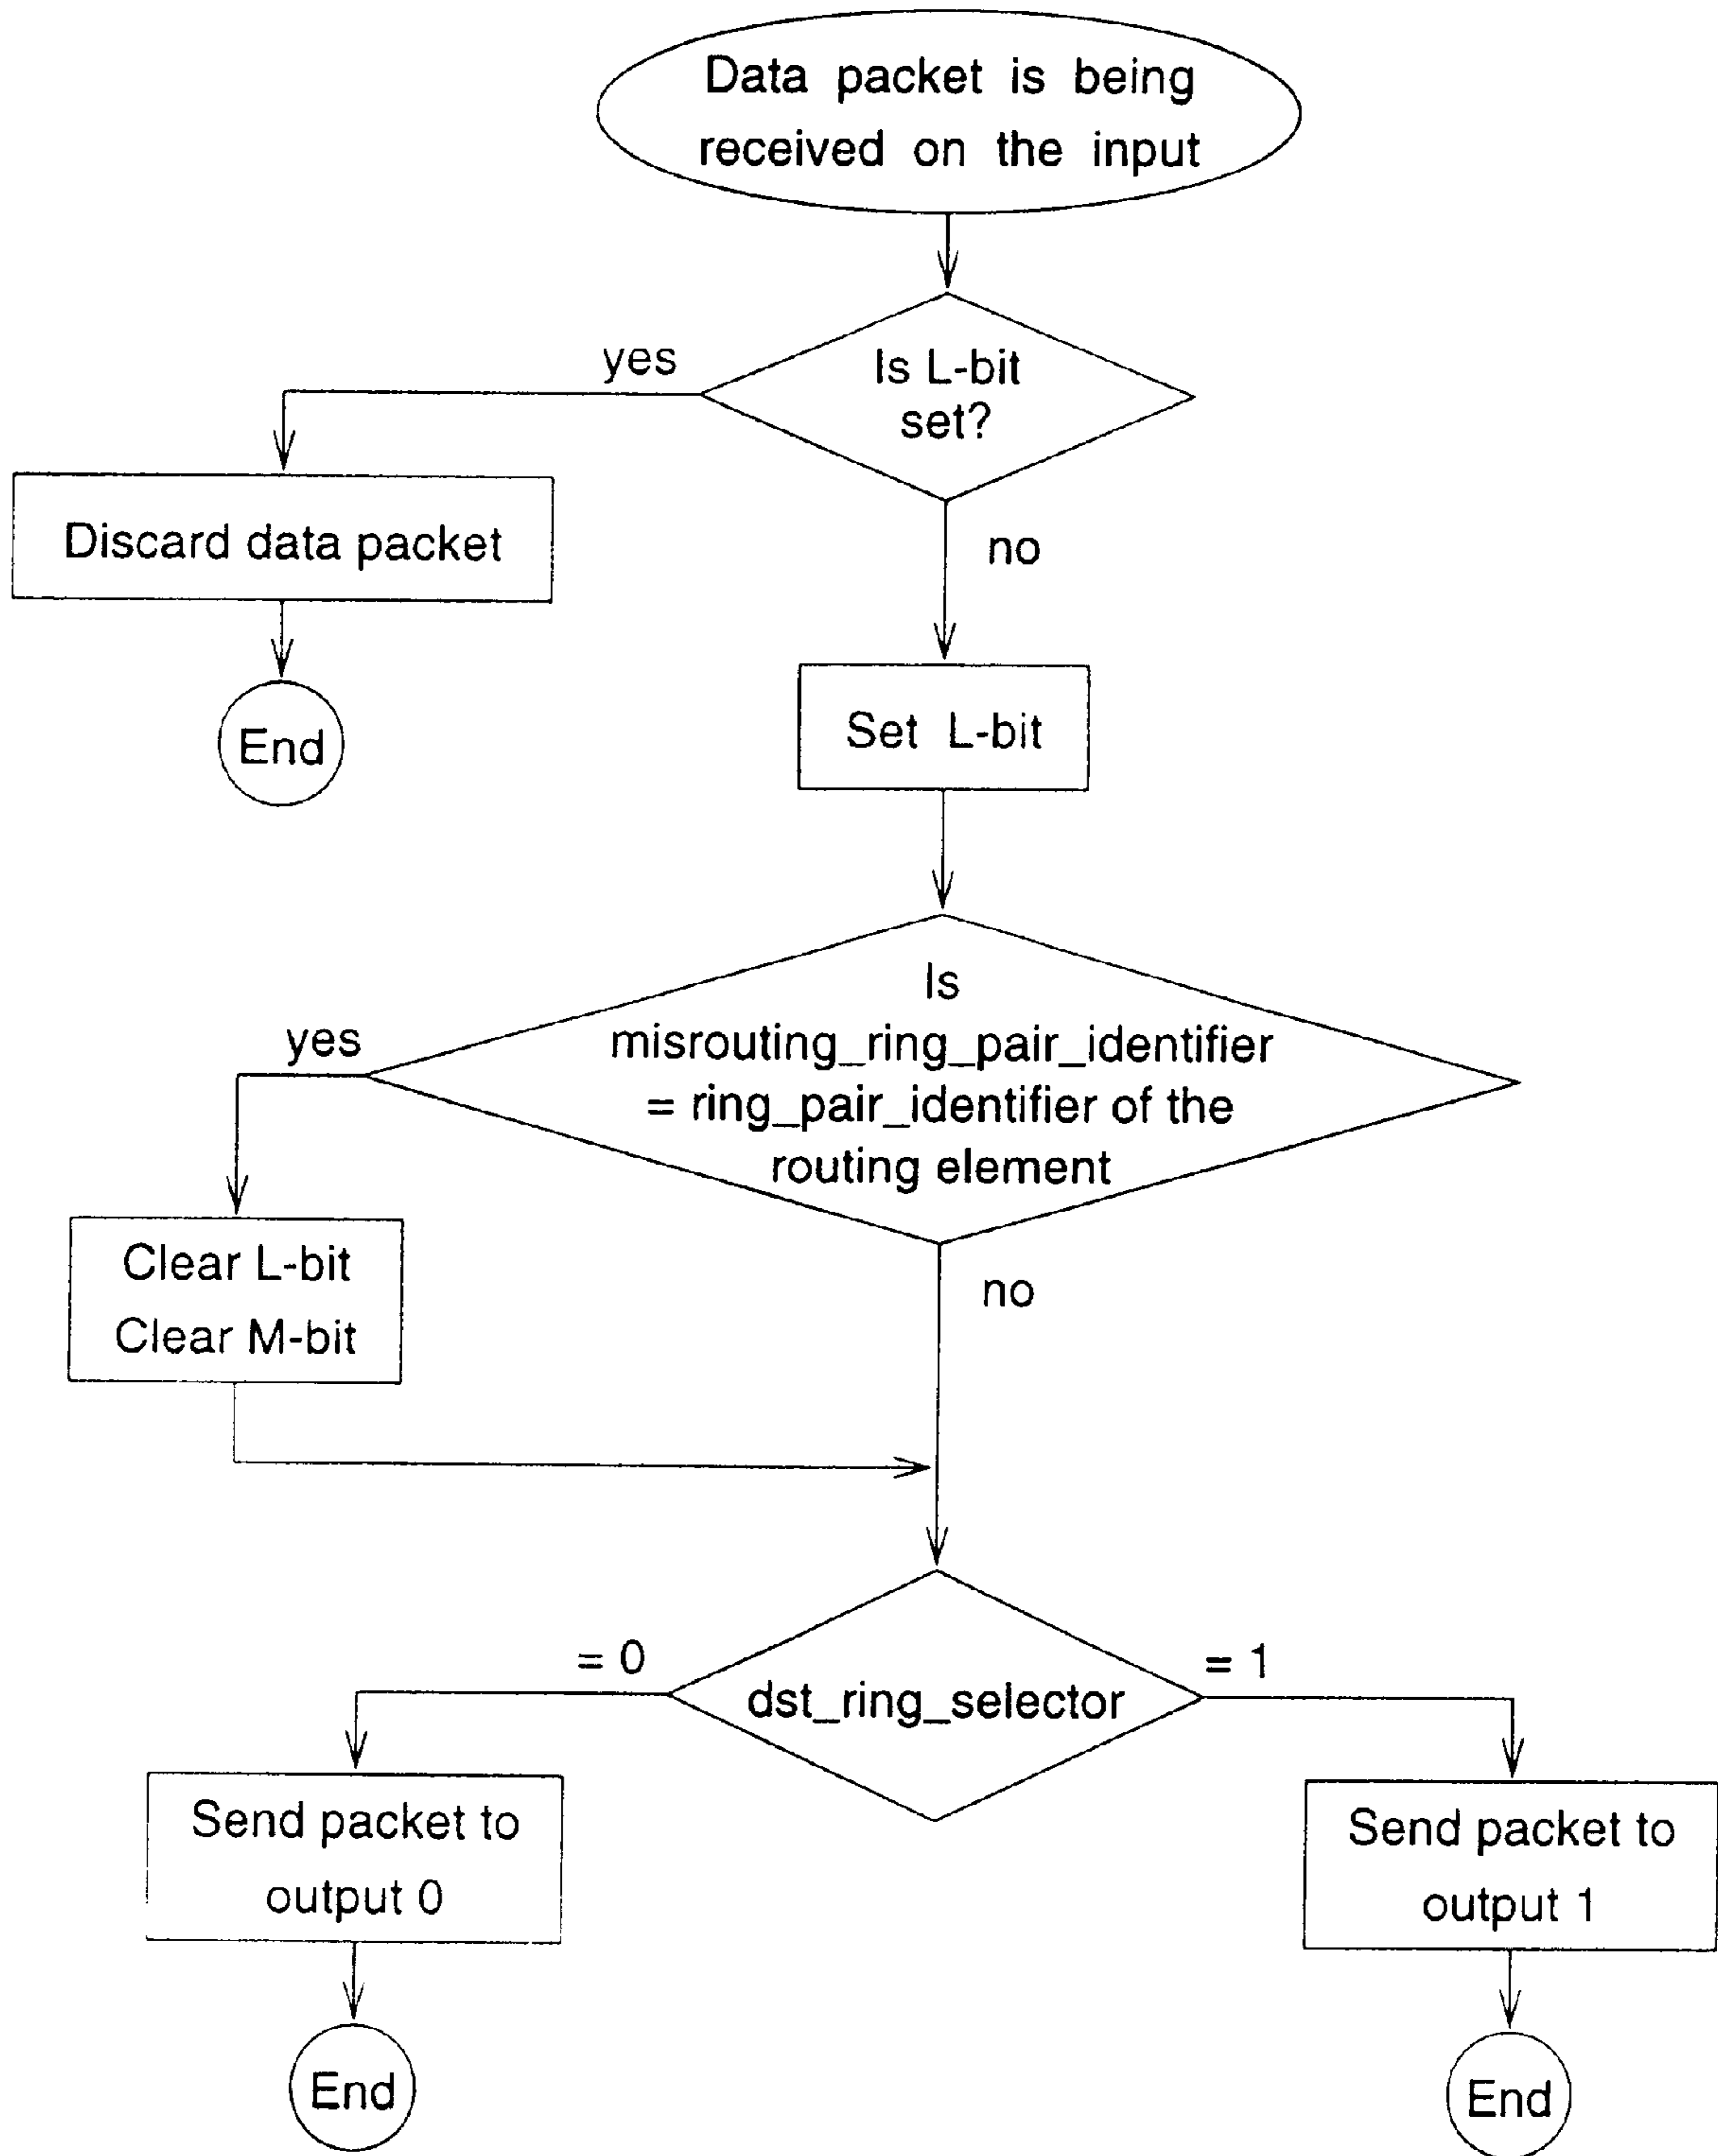 Data packet is being
received on the input
Is L-bit
set?
yes
no
Discard data packet
End
Set L-bit
Is
misrouting_ring_pair_identifier
= ring_pair_identifier of the
routing element
yes
no
Clear L-bit
Clear M-bit
dst_ring_selector
= 0
= 1
Send packet to
output 0
End
Send packet to
output 1
End